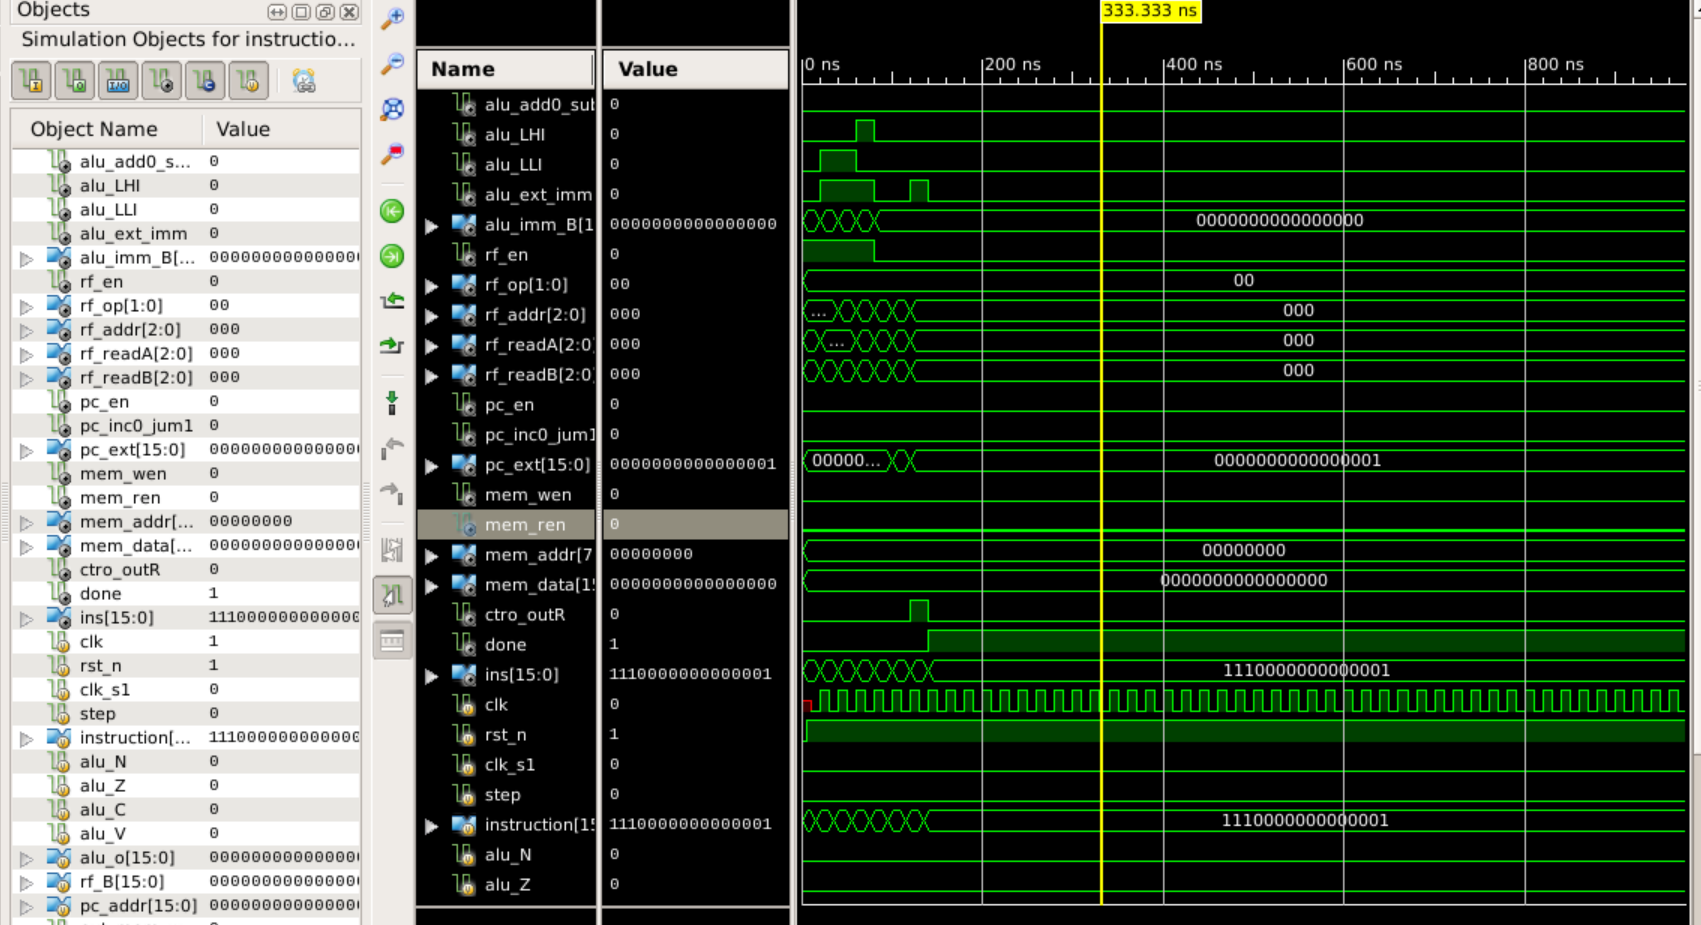 Objects
Simulation Objects for instructio...
Object Name Value
alu_add0_s... 0
alu_LHI 0
alu_LLI 0
alu_ext_imm 0
alu_imm_B[... 0000000000000000
rf_en 0
rf_op[1:0] 00
rf_addr[2:0] 000
rf_readA[2:0] 000
rf_readB[2:0] 000
pc_en 0
pc_inc0_jum1 0
pc_ext[15:0] 0000000000000000
mem_wen 0
mem_ren 0
mem_addr[... 00000000
mem_data[... 0000000000000000
ctro_outR 0
done 1
ins[15:0] 111000000000000
clk 1
rst_n 1
clk_s1 0
step 0
instruction[... 111000000000000
alu_N 0
alu_Z 0
alu_C 0
alu_V 0
alu_o[15:0] 0000000000000000
rf_B[15:0] 0000000000000000
pc_addr[15:0] 0000000000000000
Name Value
alu_add0_sub 0
alu_LHI 0
alu_LLI 0
alu_ext_imm 0
alu_imm_B[1 0000000000000000
rf_en 0
rf_op[1:0] 00
rf_addr[2:0] 000
rf_readA[2:0] 000
rf_readB[2:0] 000
pc_en 0
pc_inc0_jum1 0
pc_ext[15:0] 0000000000000001
mem_wen 0
mem_ren 0
mem_addr[7 00000000
mem_data[15 0000000000000000
ctro_outR 0
done 1
ins[15:0] 1110000000000001
clk 0
rst_n 1
clk_s1 0
step 0
instruction[15 1110000000000001
alu_N 0
alu_Z 0
333.333 ns
0 ns 200 ns 400 ns 600 ns 800 ns
0000000000000000
00
... 000
... 000
000
00000... 0000000000000001
00000000
0000000000000000
1110000000000001
1110000000000001